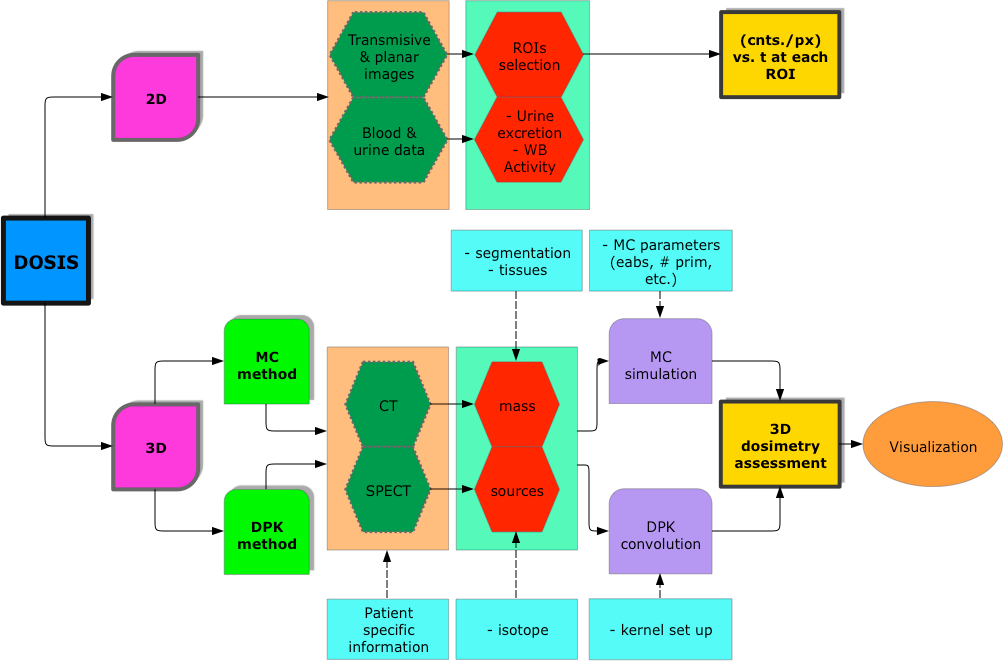 Transmisive
& planar
images
ROIs
selection
(cnts./px)
vs. t at each
ROI
2D
Blood &
urine data
- Urine
excretion
- WB
Activity
DOSIS
- segmentation
- tissues
- MC parameters
(eabs, # prim,
etc.)
MC
method
MC
simulation
CT
mass
3D
3D
dosimetry
assessment
Visualization
SPECT
sources
DPK
method
DPK
convolution
Patient
specific
information
- isotope
- kernel set up